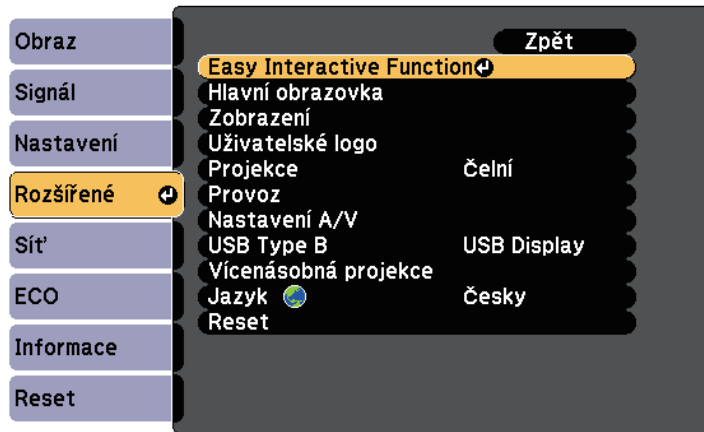 Obraz
Signál
Nastavení
Rozšířené
Síť
ECO
Informace
Reset
Zpět
Easy Interactive Function
Hlavní obrazovka
Zobrazení
Uživatelské logo
Projekce Čelní
Provoz
Nastavení A/V
USB Type B USB Display
Vícenásobná projekce
Jazyk Česky
Reset